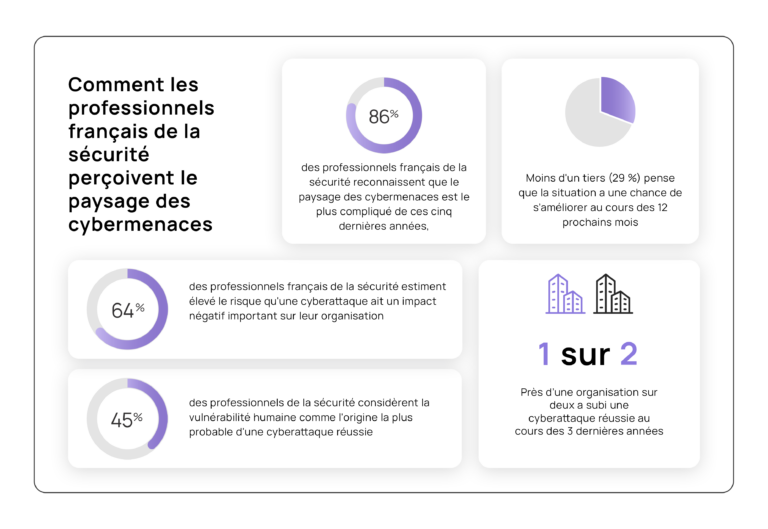 Comment les
professionnels
français de la
sécurité
perçoivent le
paysage des
cybermenaces
86%
des professionnels français de la
sécurité reconnaissent que le
paysage des cybermenaces est le
plus compliqué de ces cinq
dernières années,
Moins d'un tiers (29 %) pense
que la situation a une chance de
s'améliorer au cours des 12
prochains mois
64%
des professionnels français de la sécurité estiment
élevé le risque qu'une cyberattaque ait un impact
négatif important sur leur organisation
45%
des professionnels de la sécurité considèrent la
vulnérabilité humaine comme l'origine la plus
probable d'une cyberattaque réussie
1 sur 2
Près d'une organisation sur
deux a subi une
cyberattaque réussie au
cours des 3 dernières années